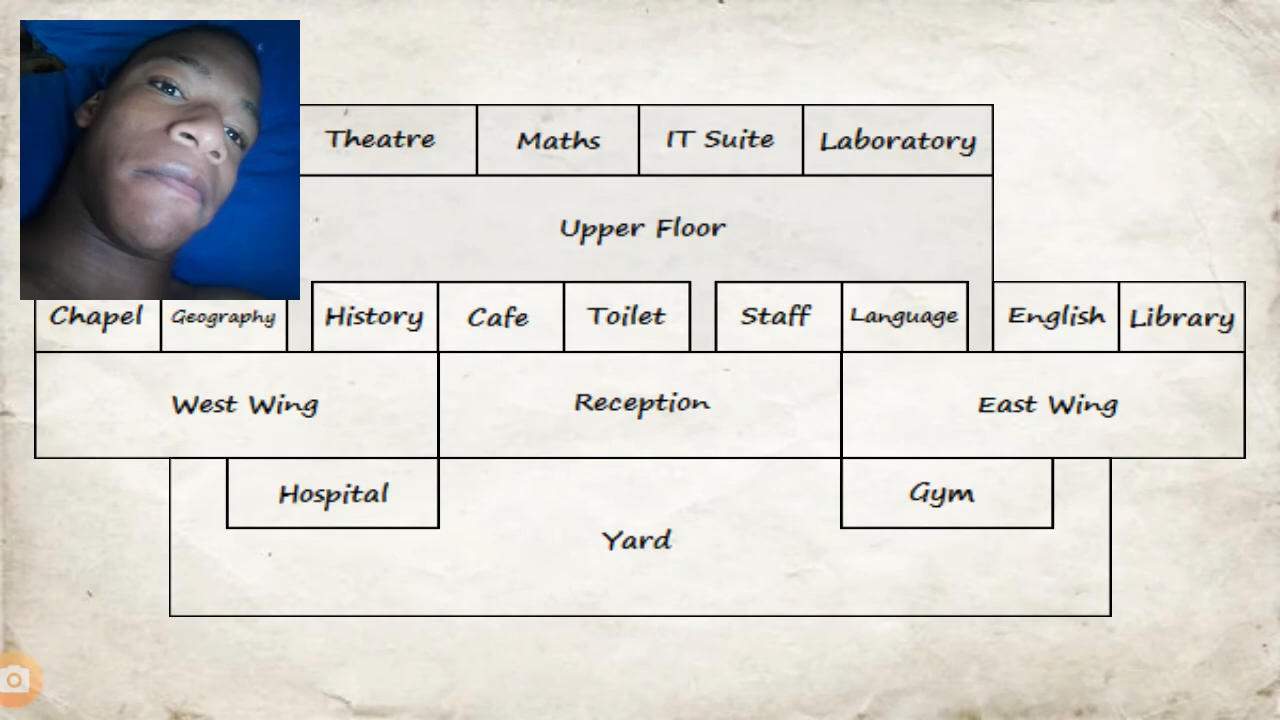 Theatre Maths IT Suite Laboratory
Upper Floor
Chapel Geography History Cafe Toilet Staff Language English Library
West Wing Reception East Wing
Hospital Gym
Yard